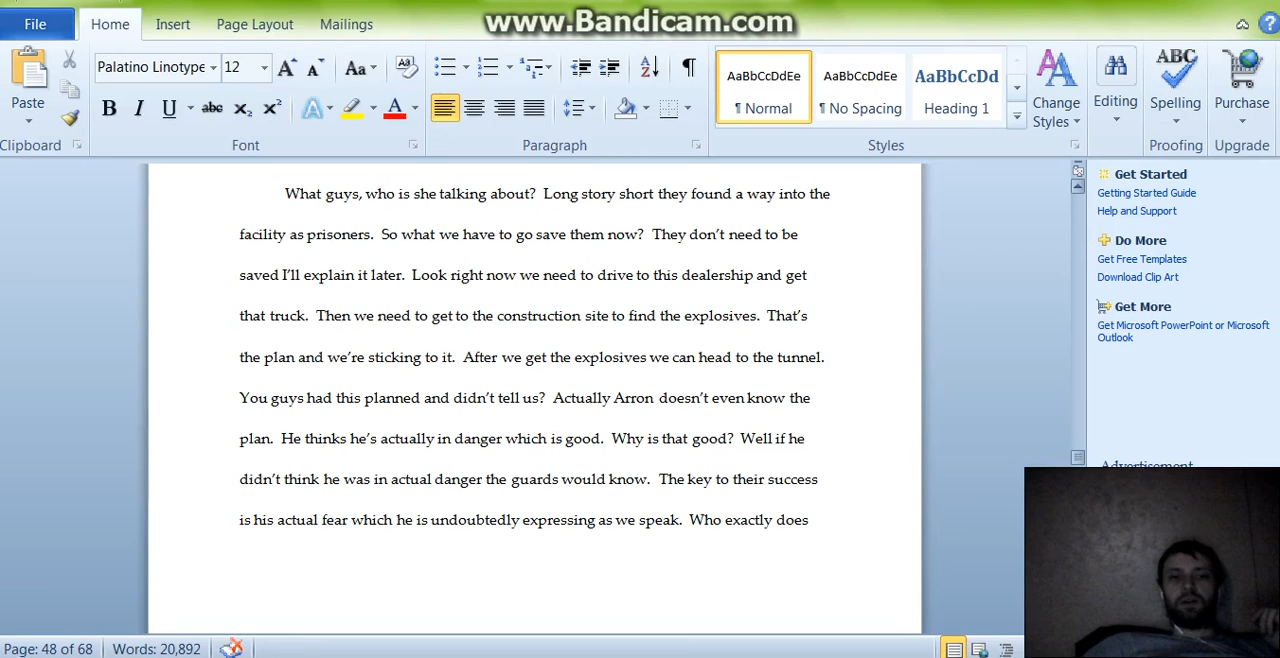 www.Bandicam.com
File Home Insert Page Layout Mailings
Palatino Linotype 12 Aa AaBbCcDdEe AaBbCcDdEe AaBbCcDd ABC
Paste B I U abc X₂ X² A A ¶ Normal ¶ No Spacing Heading 1 Change Styles Editing Spelling Purchase
Clipboard Font Paragraph Styles Proofing Upgrade
What guys, who is she talking about?  Long story short they found a way into the
facility as prisoners.  So what we have to go save them now?  They don't need to be
saved I'll explain it later.  Look right now we need to drive to this dealership and get
that truck.  Then we need to get to the construction site to find the explosives.  That's
the plan and we're sticking to it.  After we get the explosives we can head to the tunnel.
You guys had this planned and didn't tell us?  Actually Arron doesn't even know the
plan.  He thinks he's actually in danger which is good.  Why is that good? Well if he
didn't think he was in actual danger the guards would know.  The key to their success
is his actual fear which he is undoubtedly expressing as we speak.  Who exactly does
Get Started
Getting Started Guide
Help and Support
Do More
Get Free Templates
Download Clip Art
Get More
Get Microsoft PowerPoint or Microsoft
Outlook
Advertisement
Page: 48 of 68 Words: 20,892